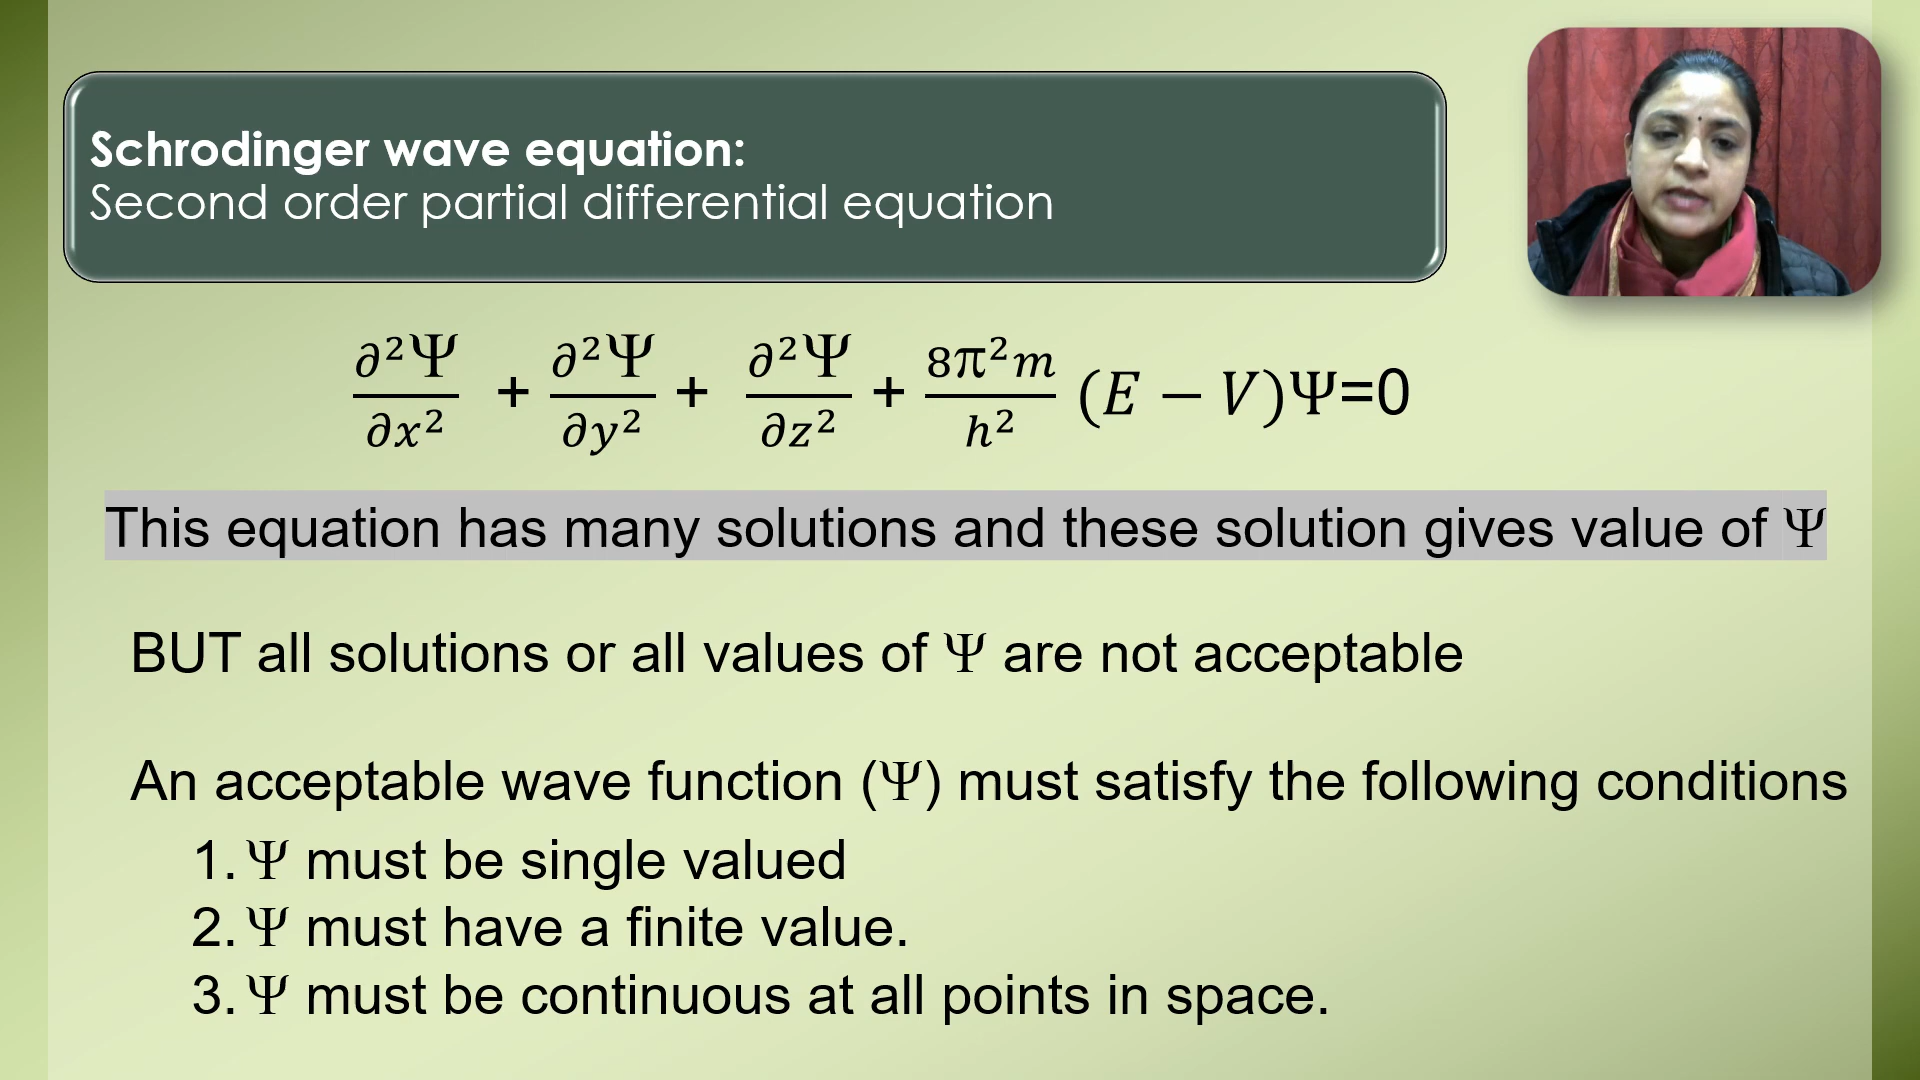 Schrodinger wave equation:
Second order partial differential equation
∂²Ψ/∂x² + ∂²Ψ/∂y² + ∂²Ψ/∂z² + 8π²m/h² (E − V)Ψ=0
This equation has many solutions and these solution gives value of Ψ
BUT all solutions or all values of Ψ are not acceptable
An acceptable wave function (Ψ) must satisfy the following conditions
1. Ψ must be single valued
2. Ψ must have a finite value.
3. Ψ must be continuous at all points in space.